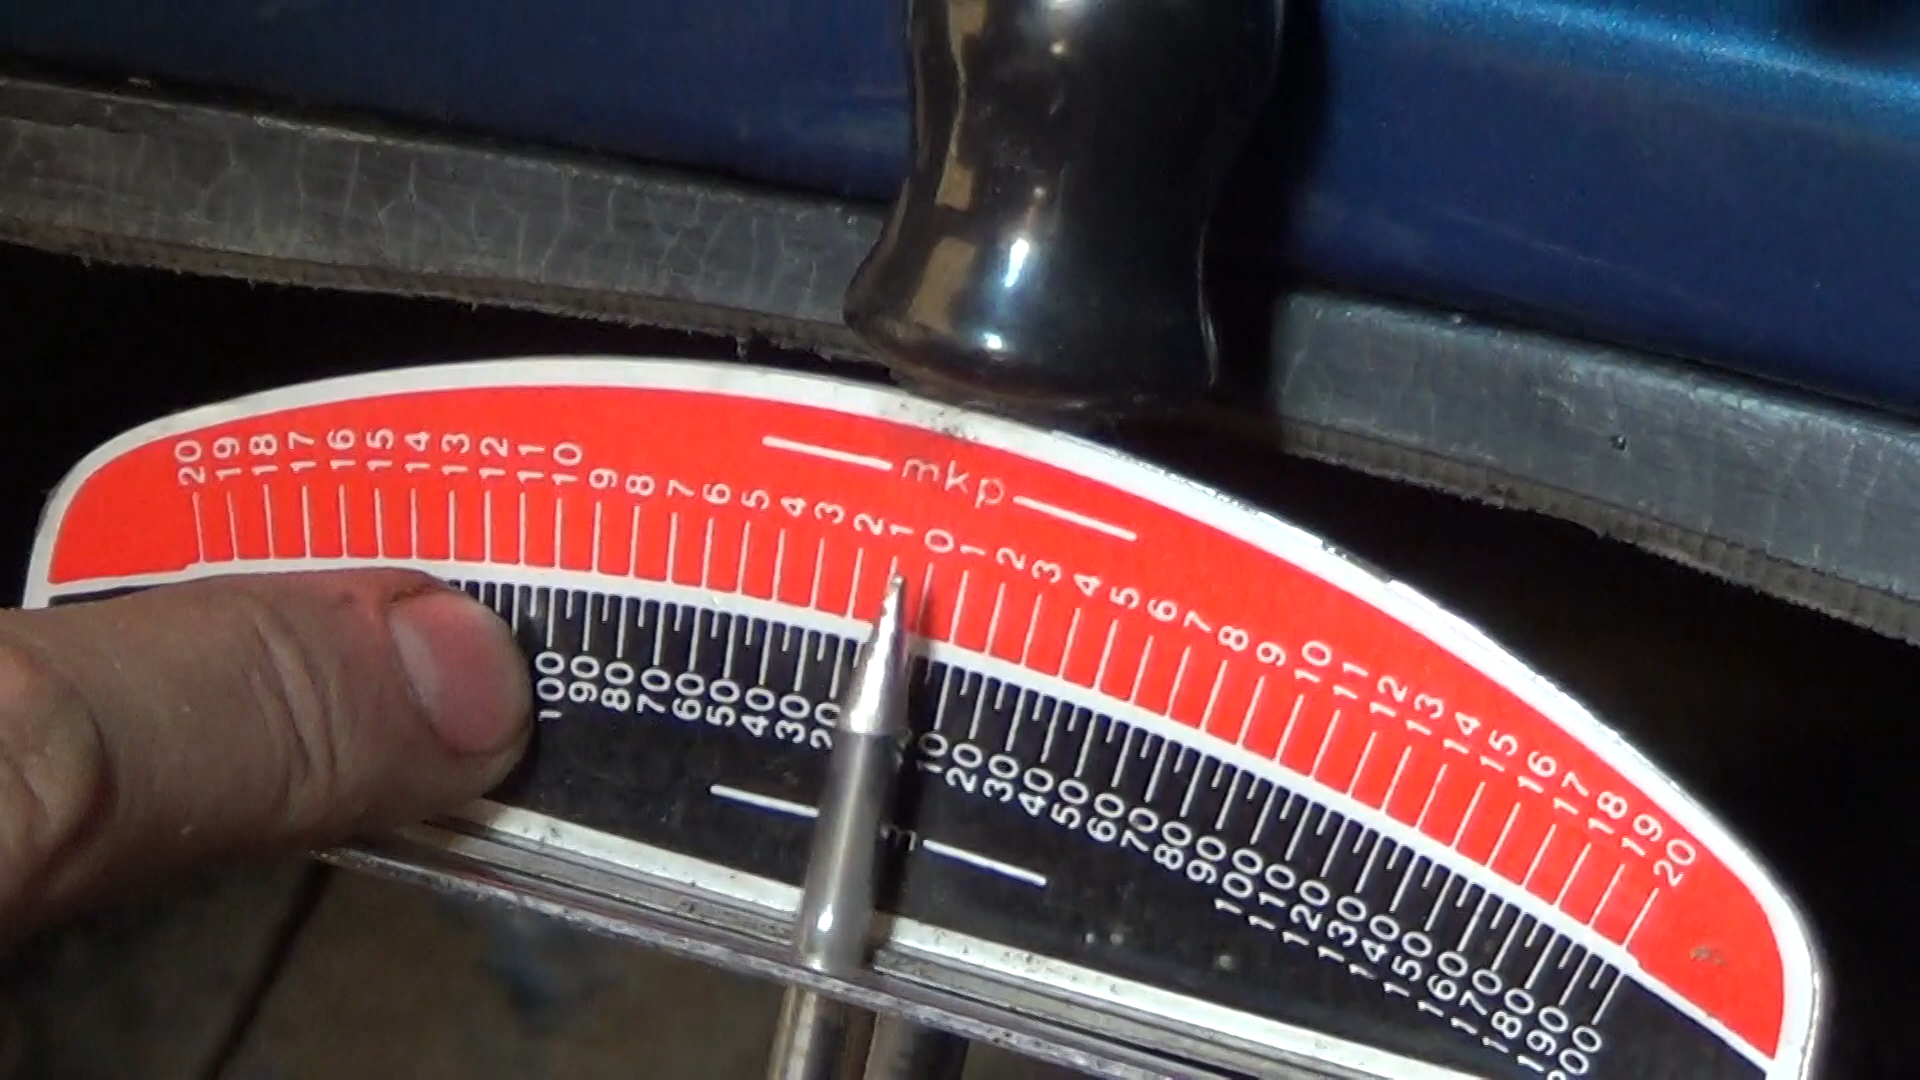 mkp
20 19 18 17 16 15 14 13 12 11 10 9 8 7 6 5 4 3 2 1 0 1 2 3 4 5 6 7 8 9 10 11 12 13 14 15 16 17 18 19 20
100 90 80 70 60 50 40 30 20 10 20 30 40 50 60 70 80 90 100 110 120 130 140 150 160 170 180 190 200